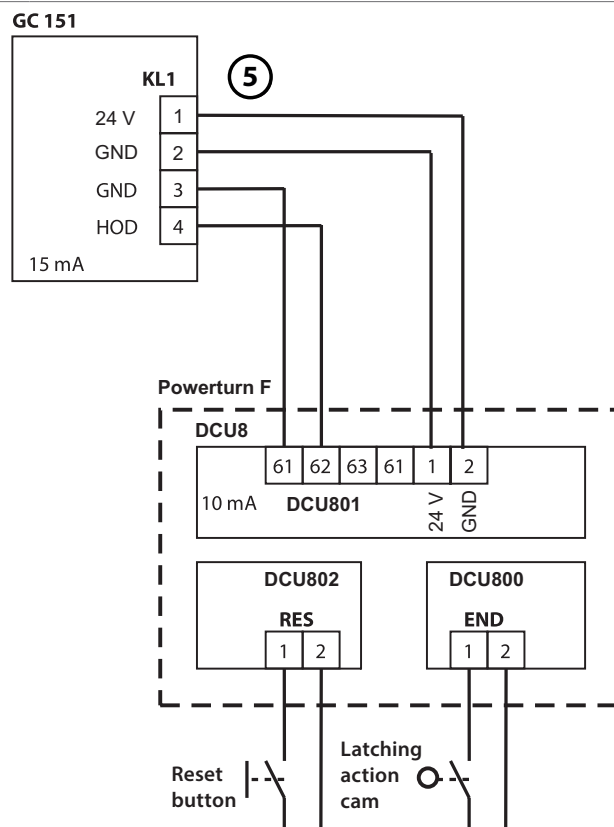 GC 151
KL1
5
24 V 1
GND 2
GND 3
HOD 4
15 mA
Powerturn F
DCU8
61 62 63 61 1 2
10 mA DCU801 24 V GND
DCU802 DCU800
RES END
1 2 1 2
Reset button
Latching action cam